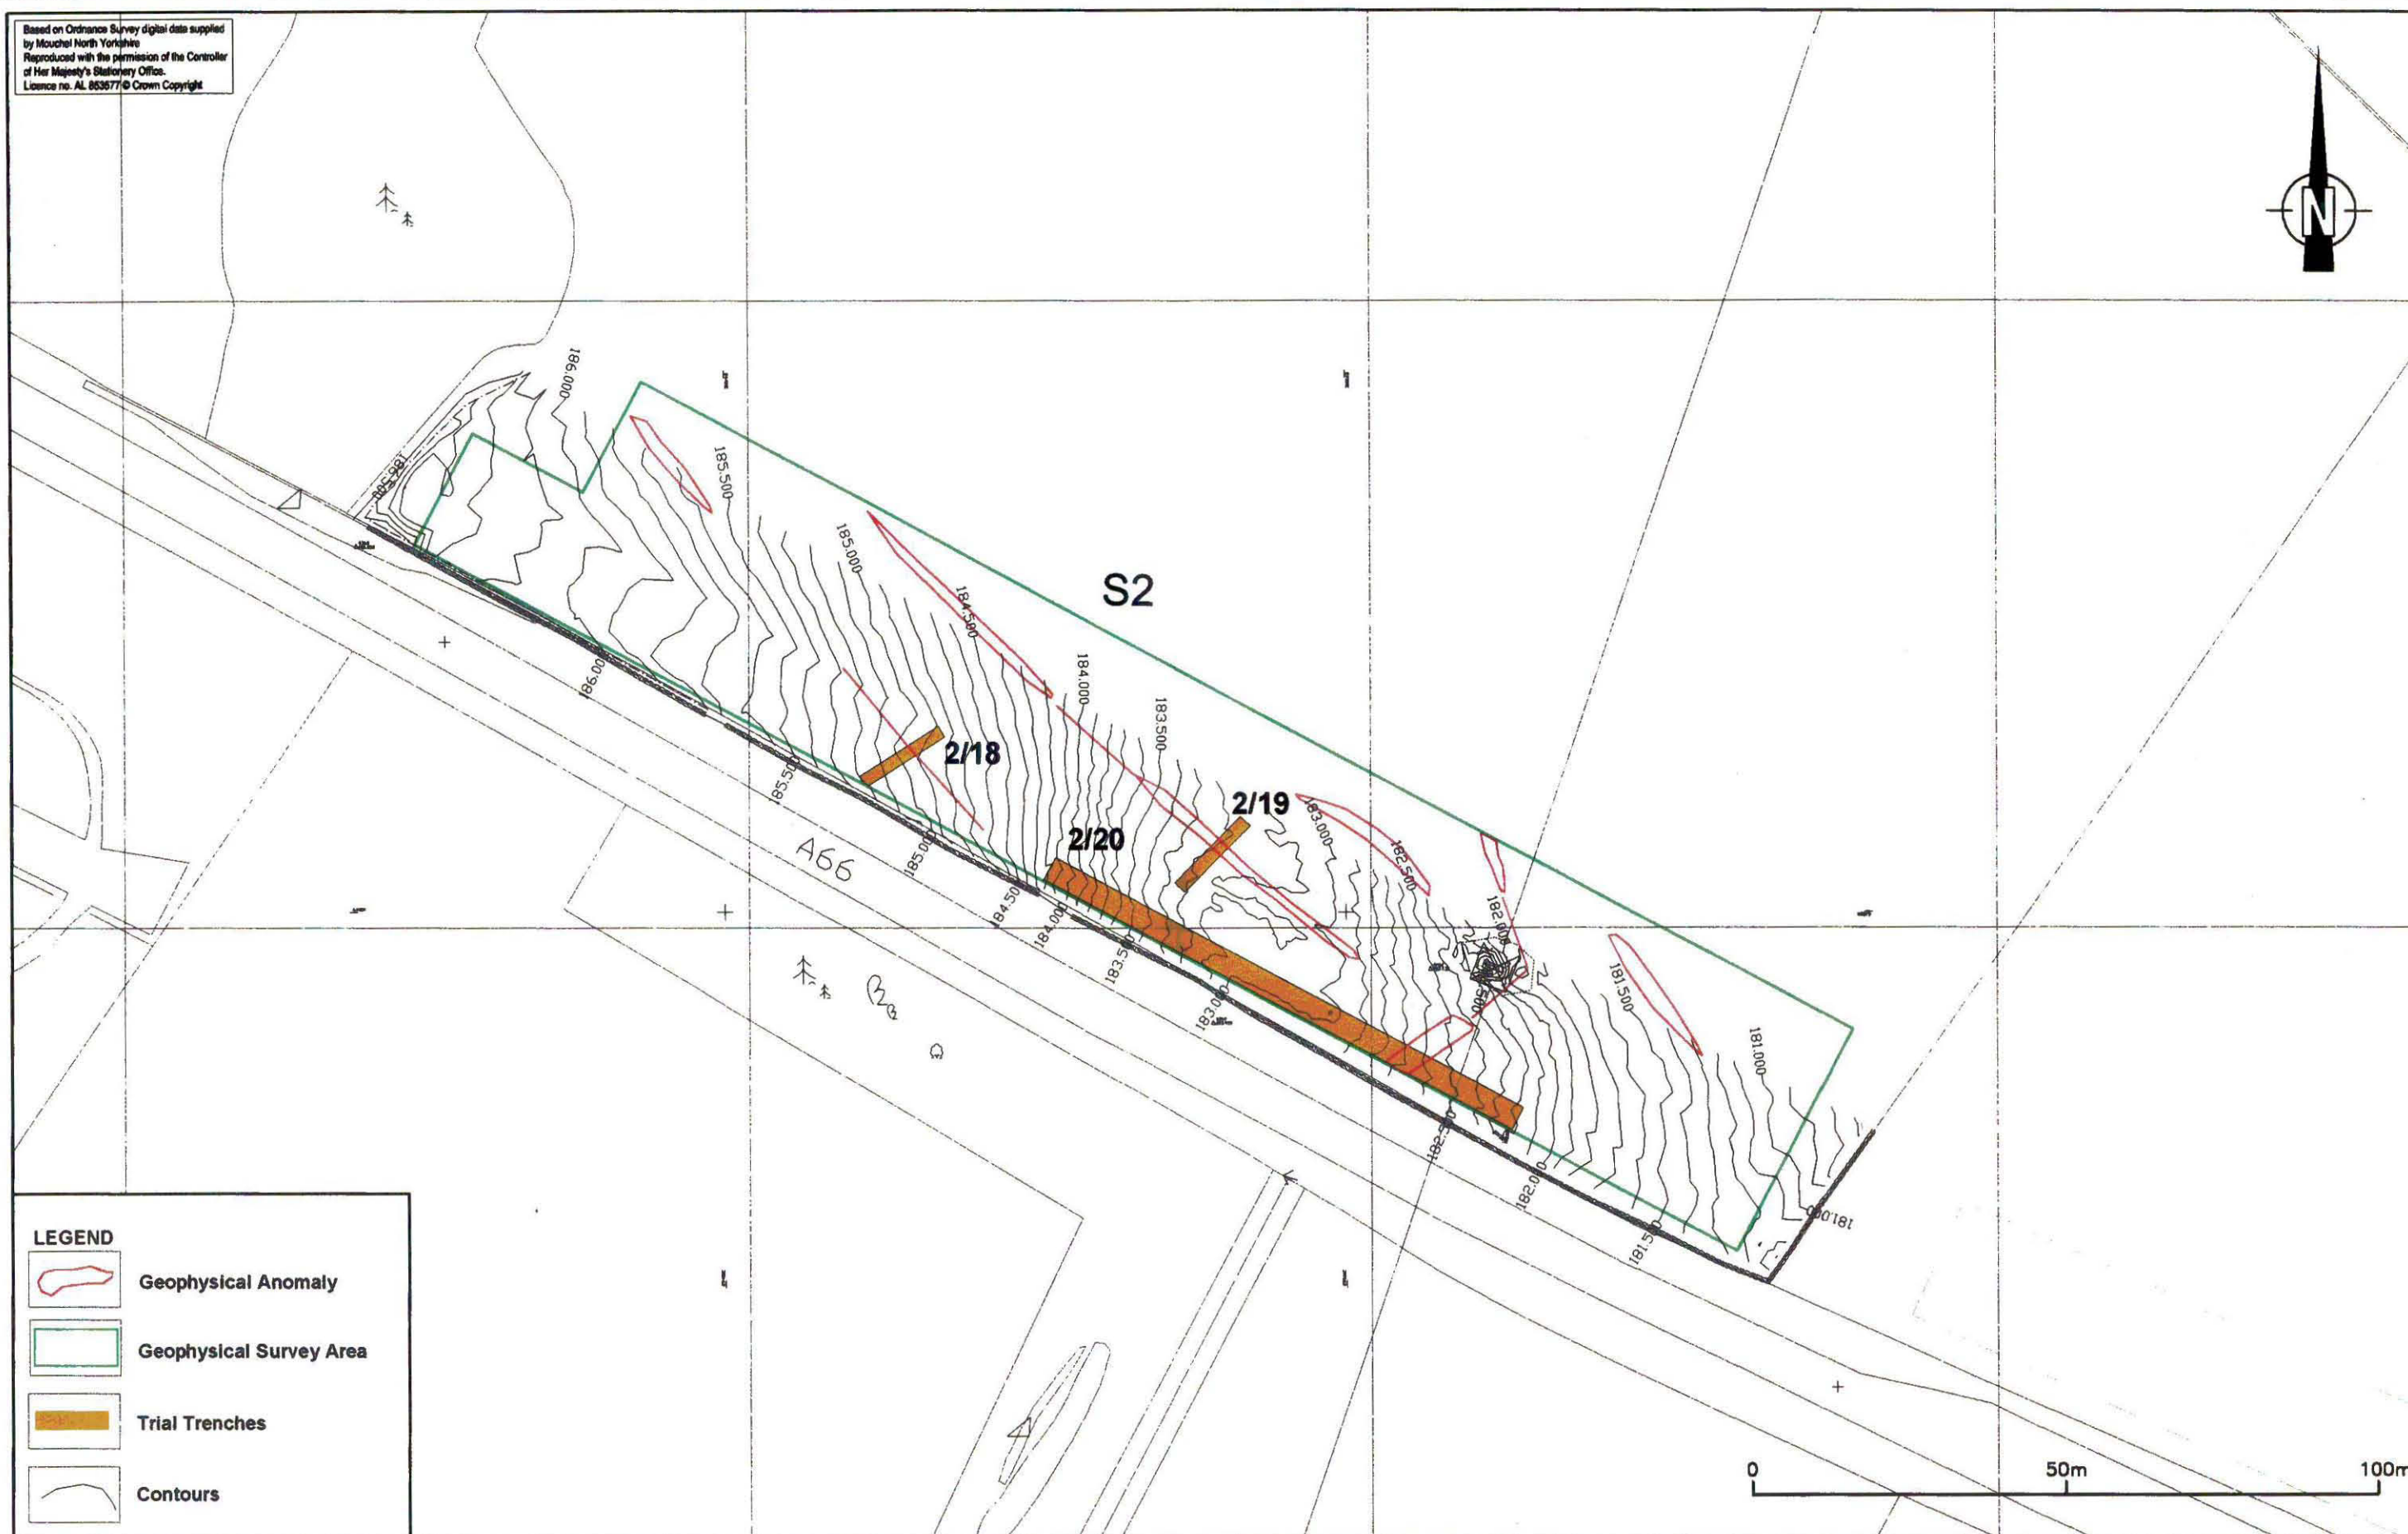 Based on Ordnance Survey digital data supplied
by Mouchel North Yorkshire
Reproduced with the permission of the Controller
of Her Majesty's Stationery Office.
Licence no. AL 853577 © Crown Copyright
N
186.000
186.500
185.500
185.000
184.500
S2
184.000
183.500
186.000
2/18
185.500
2/19
183.000
2/20
182.500
A66
185.000
184.500
184.000
183.500
182.000
181.500
183.000
181.000
182.500
182.000
181.500
181.000
LEGEND
Geophysical Anomaly
Geophysical Survey Area
Trial Trenches
Contours
0 50m 100m